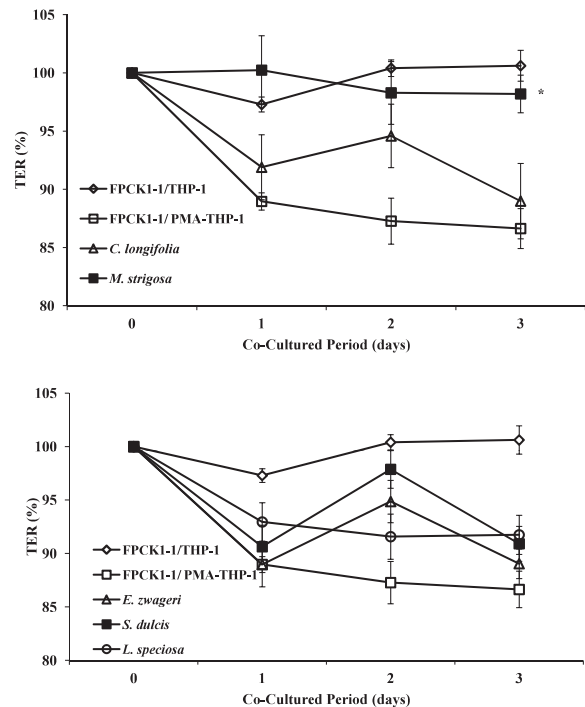 105
100
95
90
85
80
TER (%)
*
FPCK1-1/THP-1
FPCK1-1/ PMA-THP-1
C. longifolia
M. strigosa
0 1 2 3
Co-Cultured Period (days)
105
100
95
90
85
80
TER (%)
FPCK1-1/THP-1
FPCK1-1/ PMA-THP-1
E. zwageri
S. dulcis
L. speciosa
0 1 2 3
Co-Cultured Period (days)